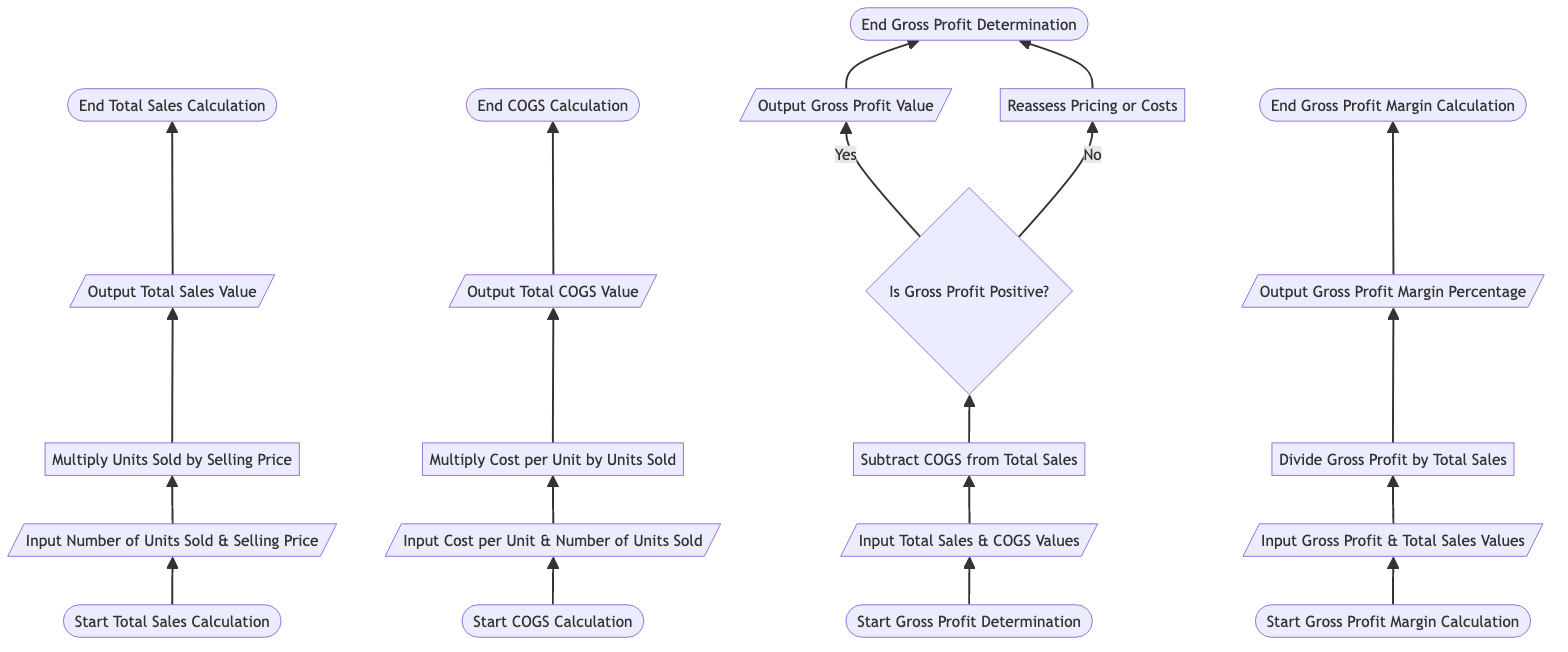 End Gross Profit Determination
End Total Sales Calculation
End COGS Calculation
Output Gross Profit Value
Reassess Pricing or Costs
End Gross Profit Margin Calculation
Yes
No
Output Total Sales Value
Output Total COGS Value
Is Gross Profit Positive?
Output Gross Profit Margin Percentage
Multiply Units Sold by Selling Price
Multiply Cost per Unit by Units Sold
Subtract COGS from Total Sales
Divide Gross Profit by Total Sales
Input Number of Units Sold & Selling Price
Input Cost per Unit & Number of Units Sold
Input Total Sales & COGS Values
Input Gross Profit & Total Sales Values
Start Total Sales Calculation
Start COGS Calculation
Start Gross Profit Determination
Start Gross Profit Margin Calculation